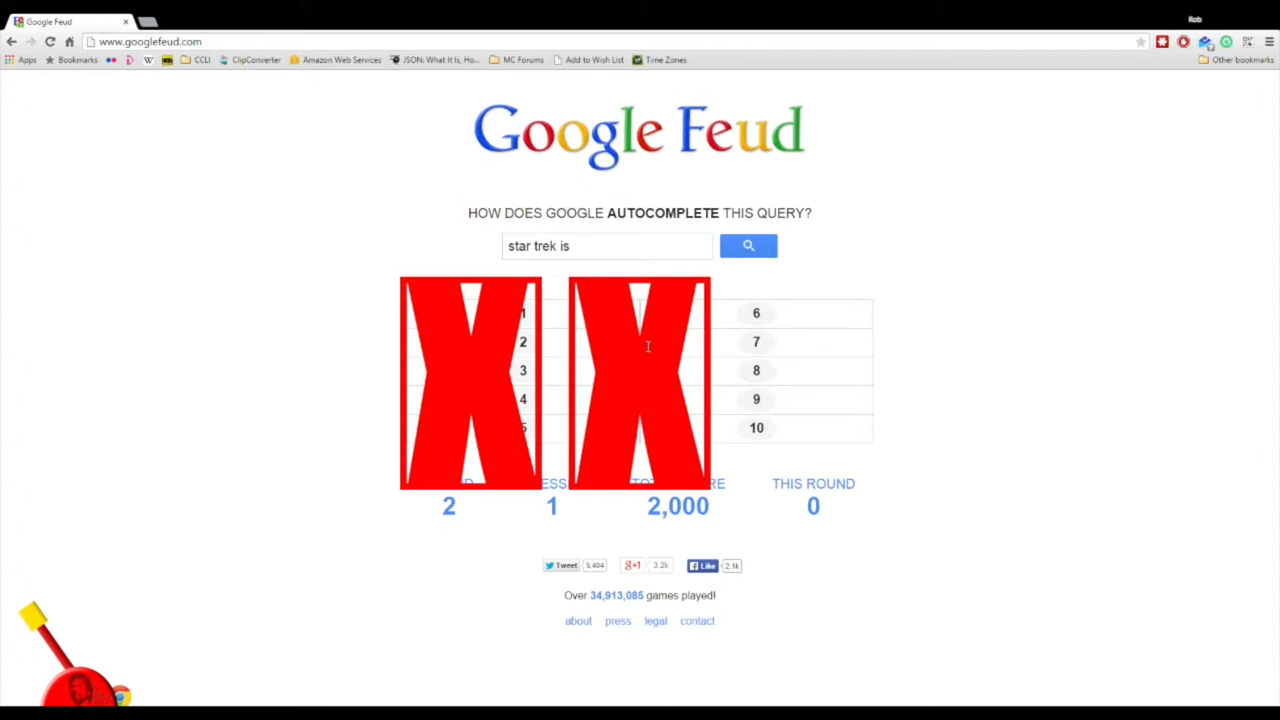 Google Feud
Rob
www.googlefeud.com
Apps Bookmarks CCLI ClipConverter Amazon Web Services JSON: What It Is, Ho... MC Forums Add to Wish List Time Zones Other bookmarks
Google Feud
HOW DOES GOOGLE AUTOCOMPLETE THIS QUERY?
star trek is
X X
1 6
2 7
3 8
4 9
5 10
THIS ROUND
2 1 2,000 0
Tweet 5,404 g+1 3.2k Like 2.1k
Over 34,913,085 games played!
about press legal contact